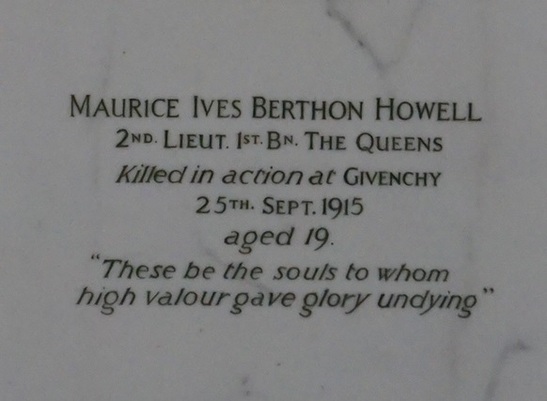 MAURICE IVES BERTHON HOWELL
2ND. LIEUT. 1ST. BN. THE QUEENS
Killed in action at GIVENCHY
25TH. SEPT. 1915
aged 19.
"These be the souls to whom
high valour gave glory undying"